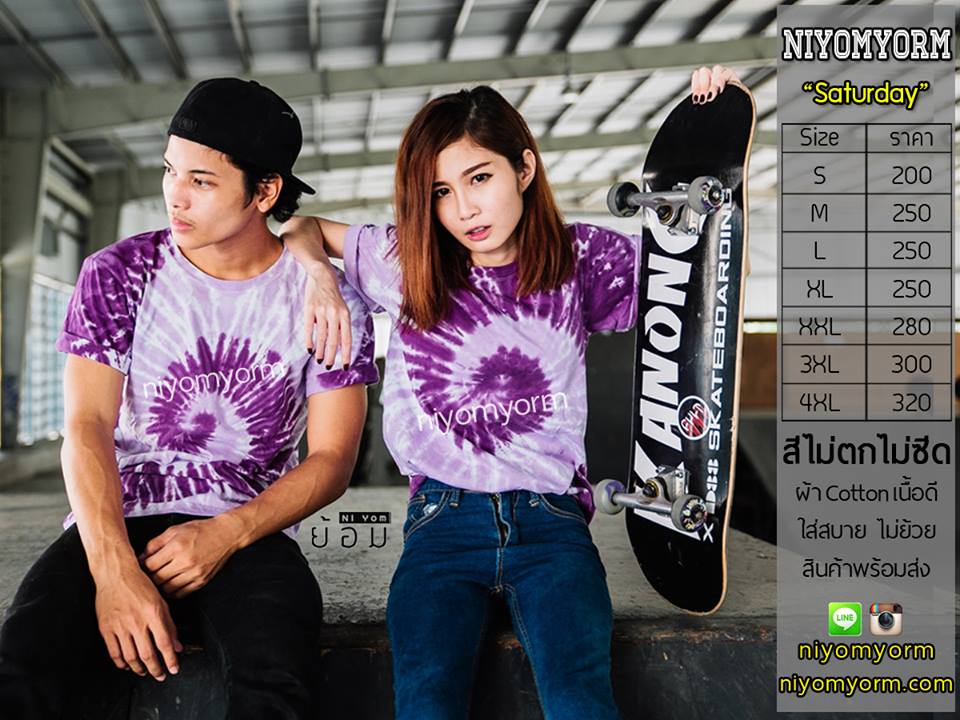 NIYOMYORM
“Saturday”
Size ราคา
S 200
M 250
L 250
XL 250
XXL 280
3XL 300
4XL 320
สีไม่ตกไม่ซีด
ผ้า Cotton เนื้อดี
ใส่สบาย ไม่ย้วย
สินค้าพร้อมส่ง
LINE
niyomyorm
niyomyorm.com
niyomyorm
niyomyorm
Ni Yom
ย้อม
KANONG
SKATEBOARDING